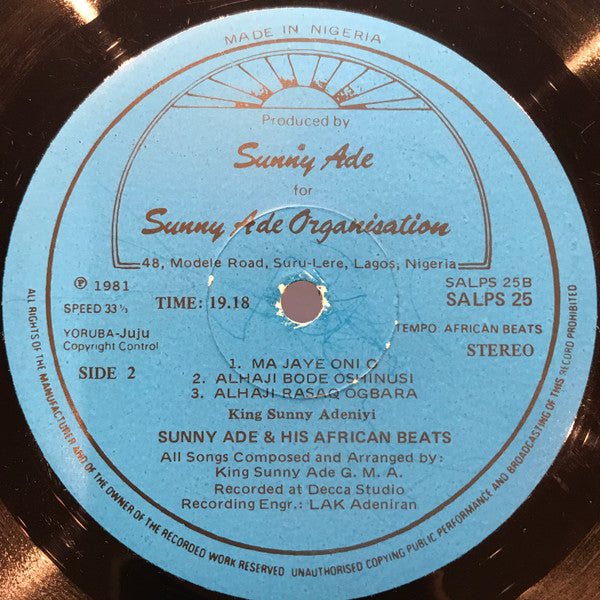 MADE IN NIGERIA
Produced by
Sunny Ade
for
Sunny Ade Organisation
48, Modele Road, Suru-Lere, Lagos, Nigeria
℗ 1981
SALPS 25B
SPEED 33⅓
TIME: 19.18
SALPS 25
YORUBA-Juju
TEMPO: AFRICAN BEATS
Copyright Control
STEREO
SIDE 2
1. MA JAYE ONI O
2. ALHAJI BODE OSHINUSI
3. ALHAJI RASAQ OGBARA
King Sunny Adeniyi
SUNNY ADE & HIS AFRICAN BEATS
All Songs Composed and Arranged by:
King Sunny Ade G. M. A.
Recorded at Decca Studio
Recording Engr.: LAK Adeniran
ALL RIGHTS OF THE MANUFACTURER AND OF THE OWNER OF THE RECORDED WORK RESERVED UNAUTHORISED COPYING PUBLIC PERFORMANCE AND BROADCASTING OF THIS RECORD PROHIBITED